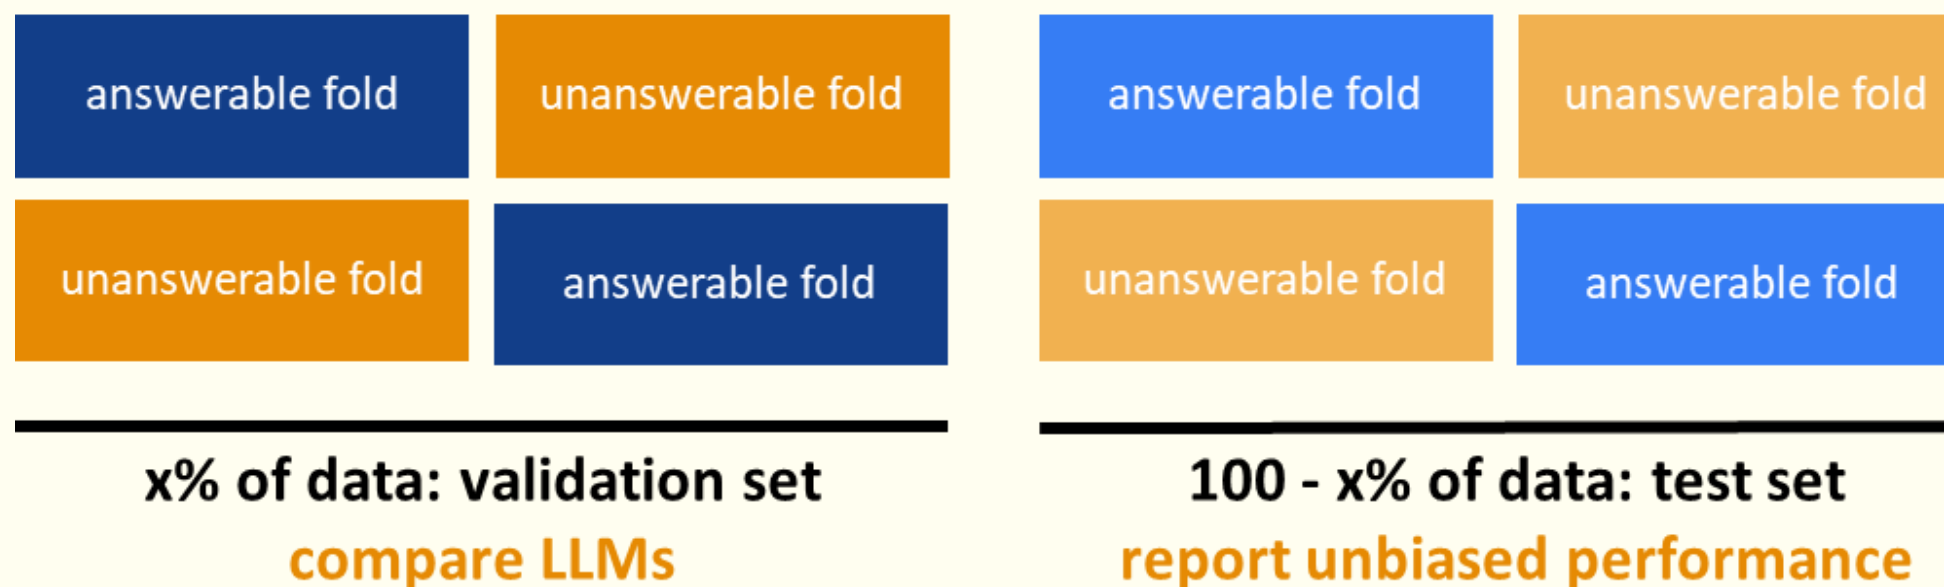 answerable fold
unanswerable fold
answerable fold
unanswerable fold
unanswerable fold
answerable fold
unanswerable fold
answerable fold
x% of data: validation set
compare LLMs
100 - x% of data: test set
report unbiased performance